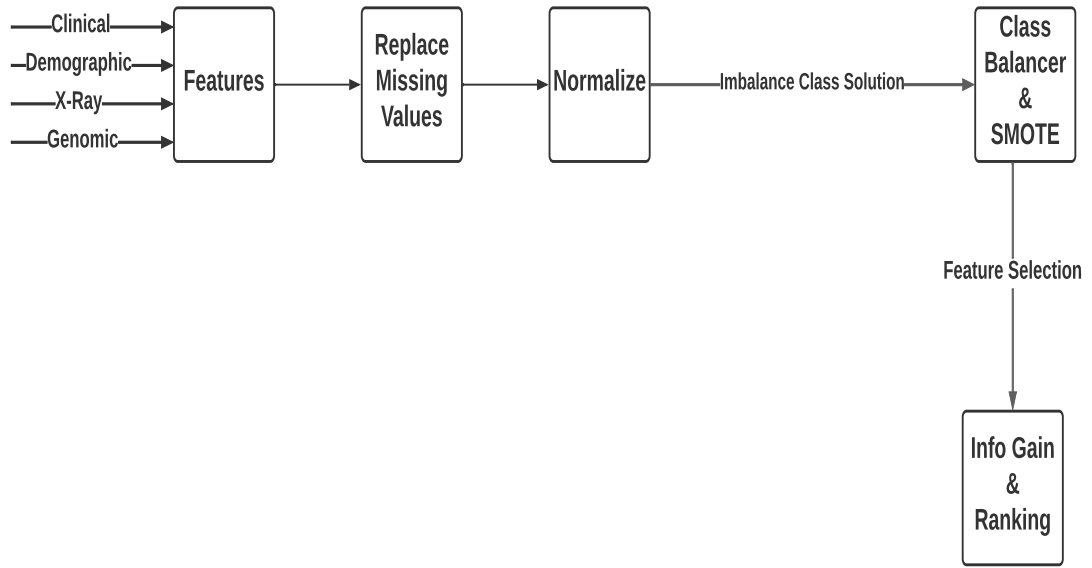 Clinical
Demographic
X-Ray
Genomic
Features
Replace
Missing
Values
Normalize
Imbalance Class Solution
Class
Balancer
&
SMOTE
Feature Selection
Info Gain
&
Ranking